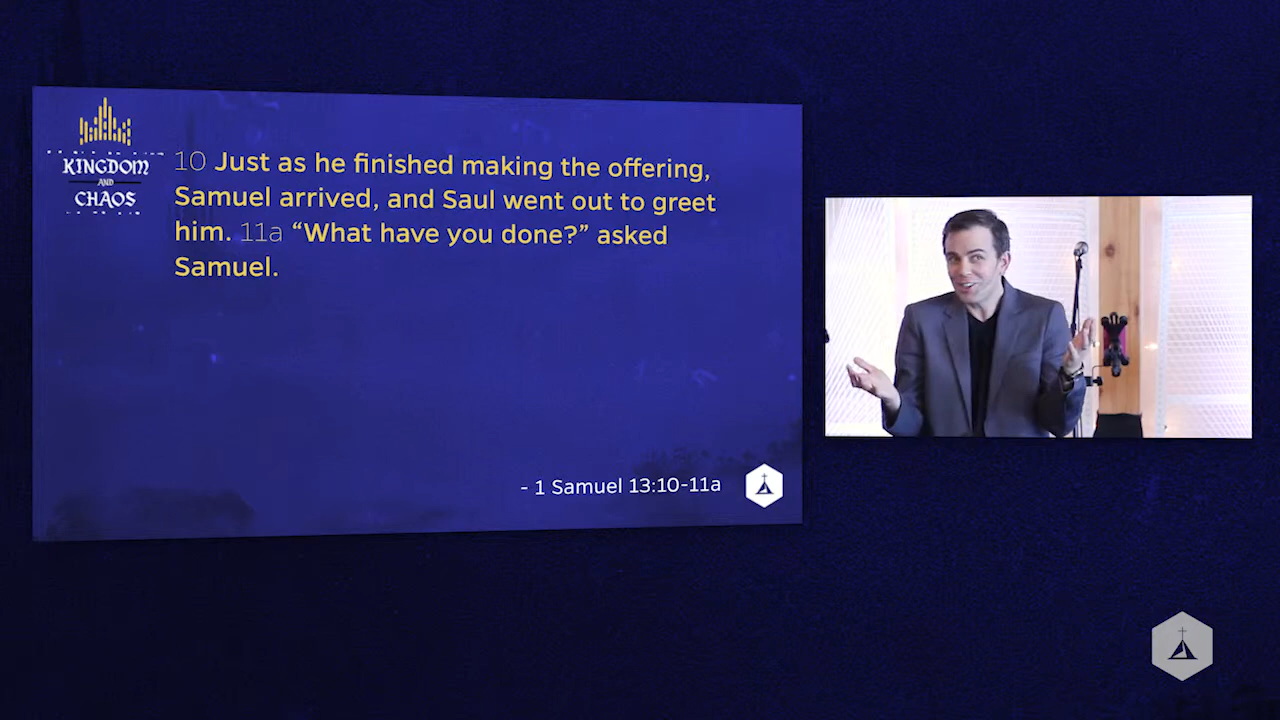 KINGDOM
AND
CHAOS
10 Just as he finished making the offering,
Samuel arrived, and Saul went out to greet
him. 11a “What have you done?” asked
Samuel.
- 1 Samuel 13:10-11a